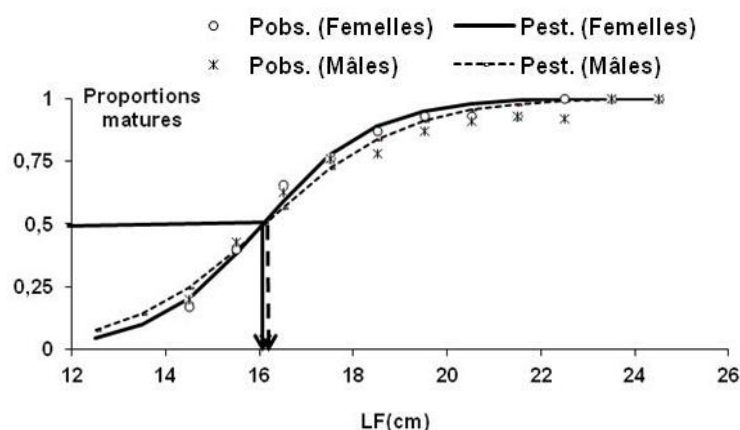 Pobs. (Femelles) Pest. (Femelles)
Pobs. (Mâles) Pest. (Mâles)
Proportions
matures
1
0,75
0,5
0,25
0
12 14 16 18 20 22 24 26
LF(cm)